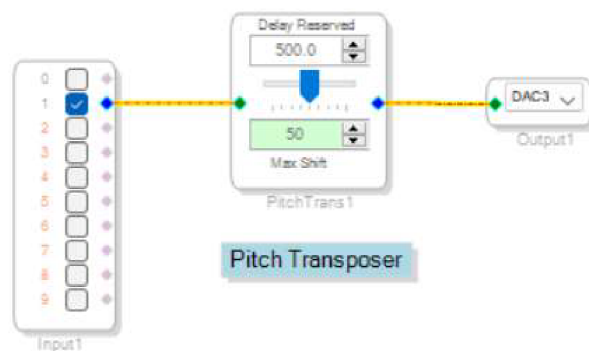 Delay Reserved
500.0
50
Max Shift
PitchTrans1
0
1
2
3
4
5
6
7
8
9
Input1
DAC3
Output1
Pitch Transposer